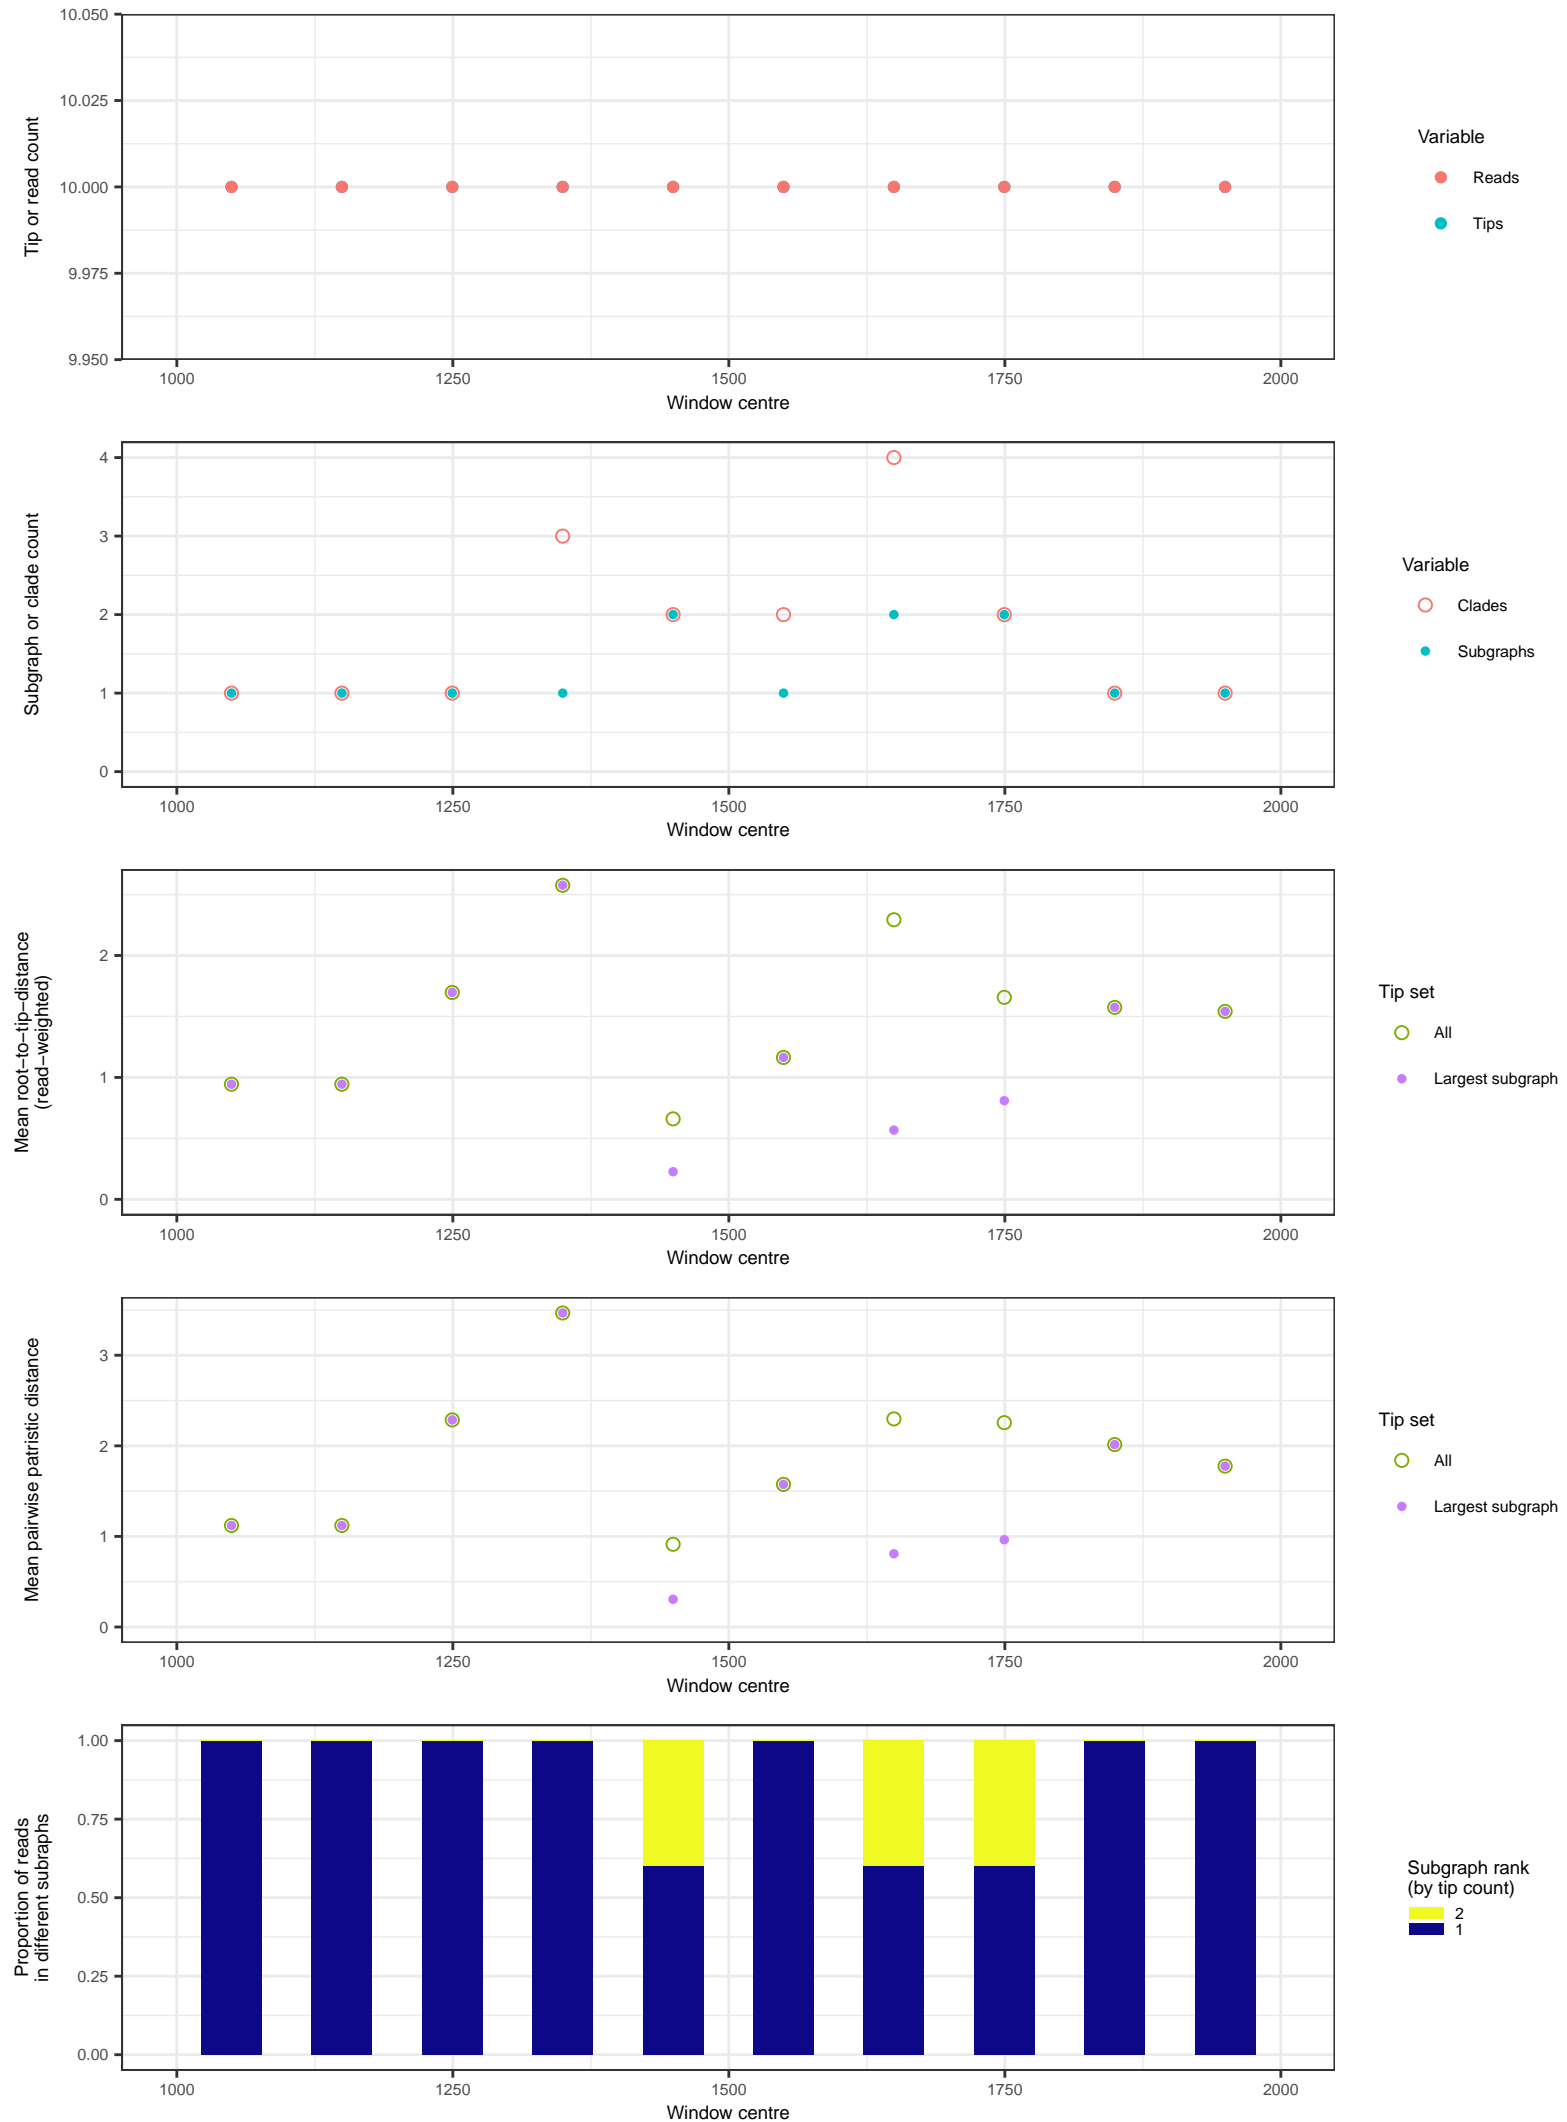 10.050
10.025
10.000
9.975
9.950
Tip or read count
1000 1250 1500 1750 2000
Window centre
Variable
Reads
Tips
4
3
2
1
0
Subgraph or clade count
1000 1250 1500 1750 2000
Window centre
Variable
Clades
Subgraphs
2
1
0
Mean root−to−tip−distance
(read−weighted)
1000 1250 1500 1750 2000
Window centre
Tip set
All
Largest subgraph
3
2
1
0
Mean pairwise patristic distance
1000 1250 1500 1750 2000
Window centre
Tip set
All
Largest subgraph
1.00
0.75
0.50
0.25
0.00
Proportion of reads
in different subraphs
1000 1250 1500 1750 2000
Window centre
Subgraph rank
(by tip count)
2
1